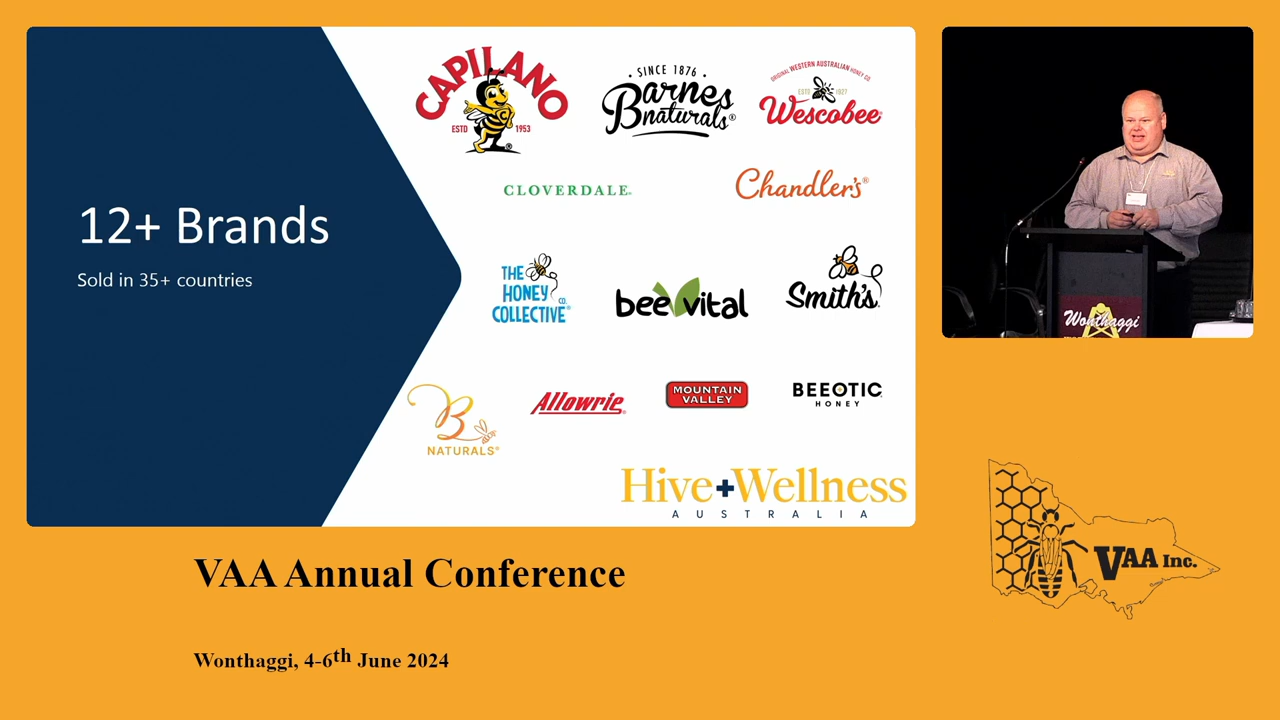 12+ Brands
Sold in 35+ countries
CAPILANO
ESTD 1953
®
· SINCE 1876 ·
Barnes
naturals®
ORIGINAL WESTERN AUSTRALIAN HONEY CO
ESTD 1927
Wescobee
CLOVERDALE
Chandler's®
THE
HONEY
CO.
COLLECTIVE
bee vital
Smith's
B
NATURALS®
Allowrie
MOUNTAIN
VALLEY
BEEOTIC
HONEY
Hive+Wellness
AUSTRALIA
Wonthaggi
VAA Inc.
VAA Annual Conference
Wonthaggi, 4-6th June 2024